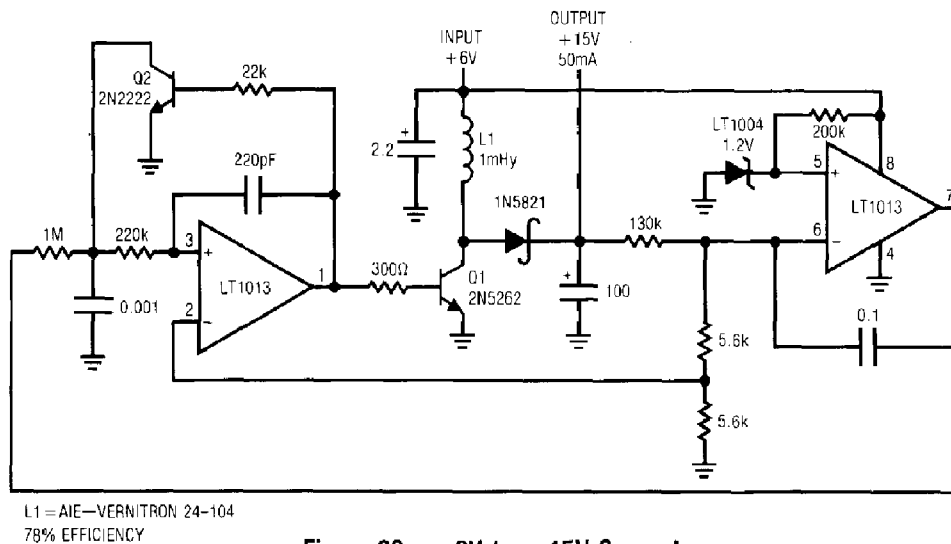 INPUT
+6V
OUTPUT
+15V
50mA
Q2
2N2222
22k
220pF
2.2
+
L1
1mHy
1N5821
LT1004
1.2V
200k
5
+
8
LT1013
7
6
−
4
1M
220k
3
+
LT1013
1
2
−
0.001
300Ω
Q1
2N5262
+
100
130k
5.6k
5.6k
0.1
L1 = AIE—VERNITRON 24-104
78% EFFICIENCY